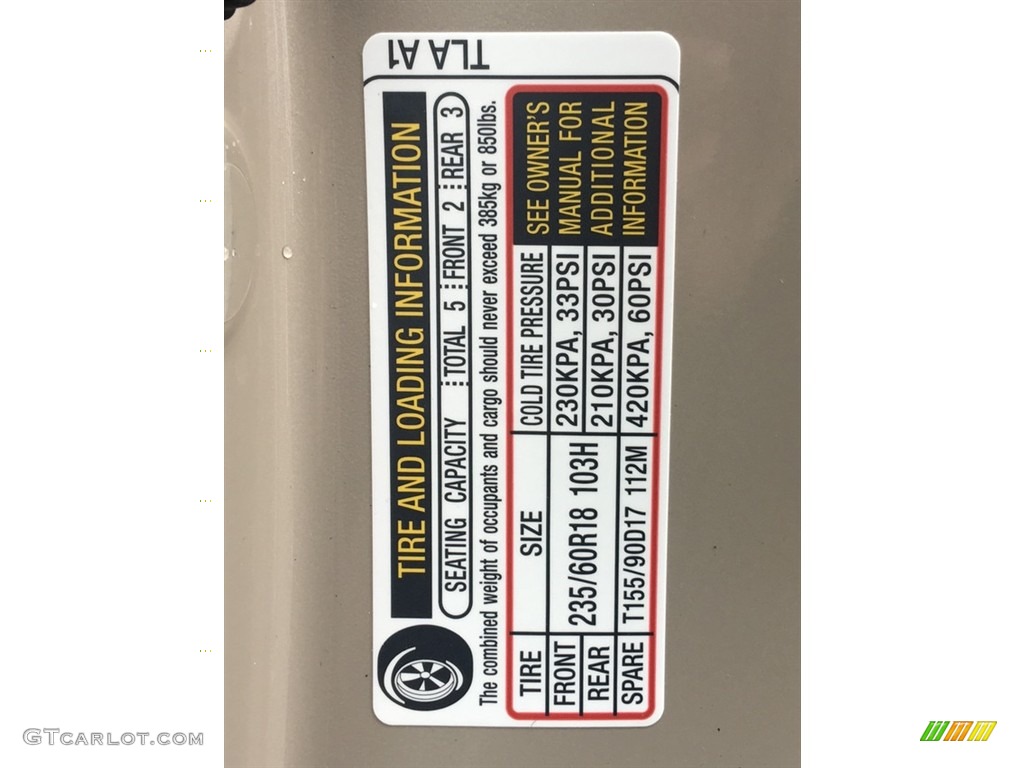 TLA A1
TIRE AND LOADING INFORMATION
SEATING CAPACITY TOTAL 5 FRONT 2 REAR 3
The combined weight of occupants and cargo should never exceed 385kg or 850lbs.
TIRE SIZE COLD TIRE PRESSURE
FRONT 235/60R18 103H 230KPA, 33PSI
REAR 210KPA, 30PSI
SPARE T155/90D17 112M 420KPA, 60PSI
SEE OWNER'S
MANUAL FOR
ADDITIONAL
INFORMATION
GTCARLOT.COM